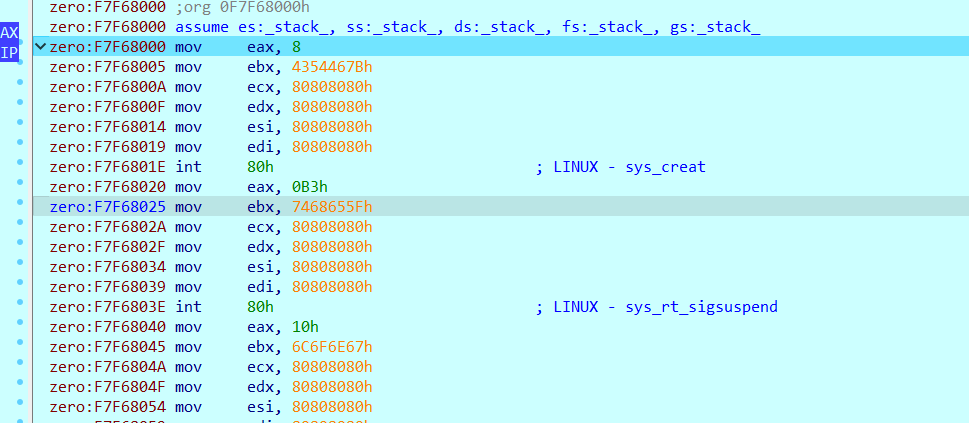 zero:F7F68000 ;org 0F7F68000h
zero:F7F68000 assume es:_stack_, ss:_stack_, ds:_stack_, fs:_stack_, gs:_stack_
AX
zero:F7F68000 mov eax, 8
IP
zero:F7F68005 mov ebx, 4354467Bh
zero:F7F6800A mov ecx, 80808080h
zero:F7F6800F mov edx, 80808080h
zero:F7F68014 mov esi, 80808080h
zero:F7F68019 mov edi, 80808080h
zero:F7F6801E int 80h ; LINUX - sys_creat
zero:F7F68020 mov eax, 0B3h
zero:F7F68025 mov ebx, 7468655Fh
zero:F7F6802A mov ecx, 80808080h
zero:F7F6802F mov edx, 80808080h
zero:F7F68034 mov esi, 80808080h
zero:F7F68039 mov edi, 80808080h
zero:F7F6803E int 80h ; LINUX - sys_rt_sigsuspend
zero:F7F68040 mov eax, 10h
zero:F7F68045 mov ebx, 6C6F6E67h
zero:F7F6804A mov ecx, 80808080h
zero:F7F6804F mov edx, 80808080h
zero:F7F68054 mov esi, 80808080h